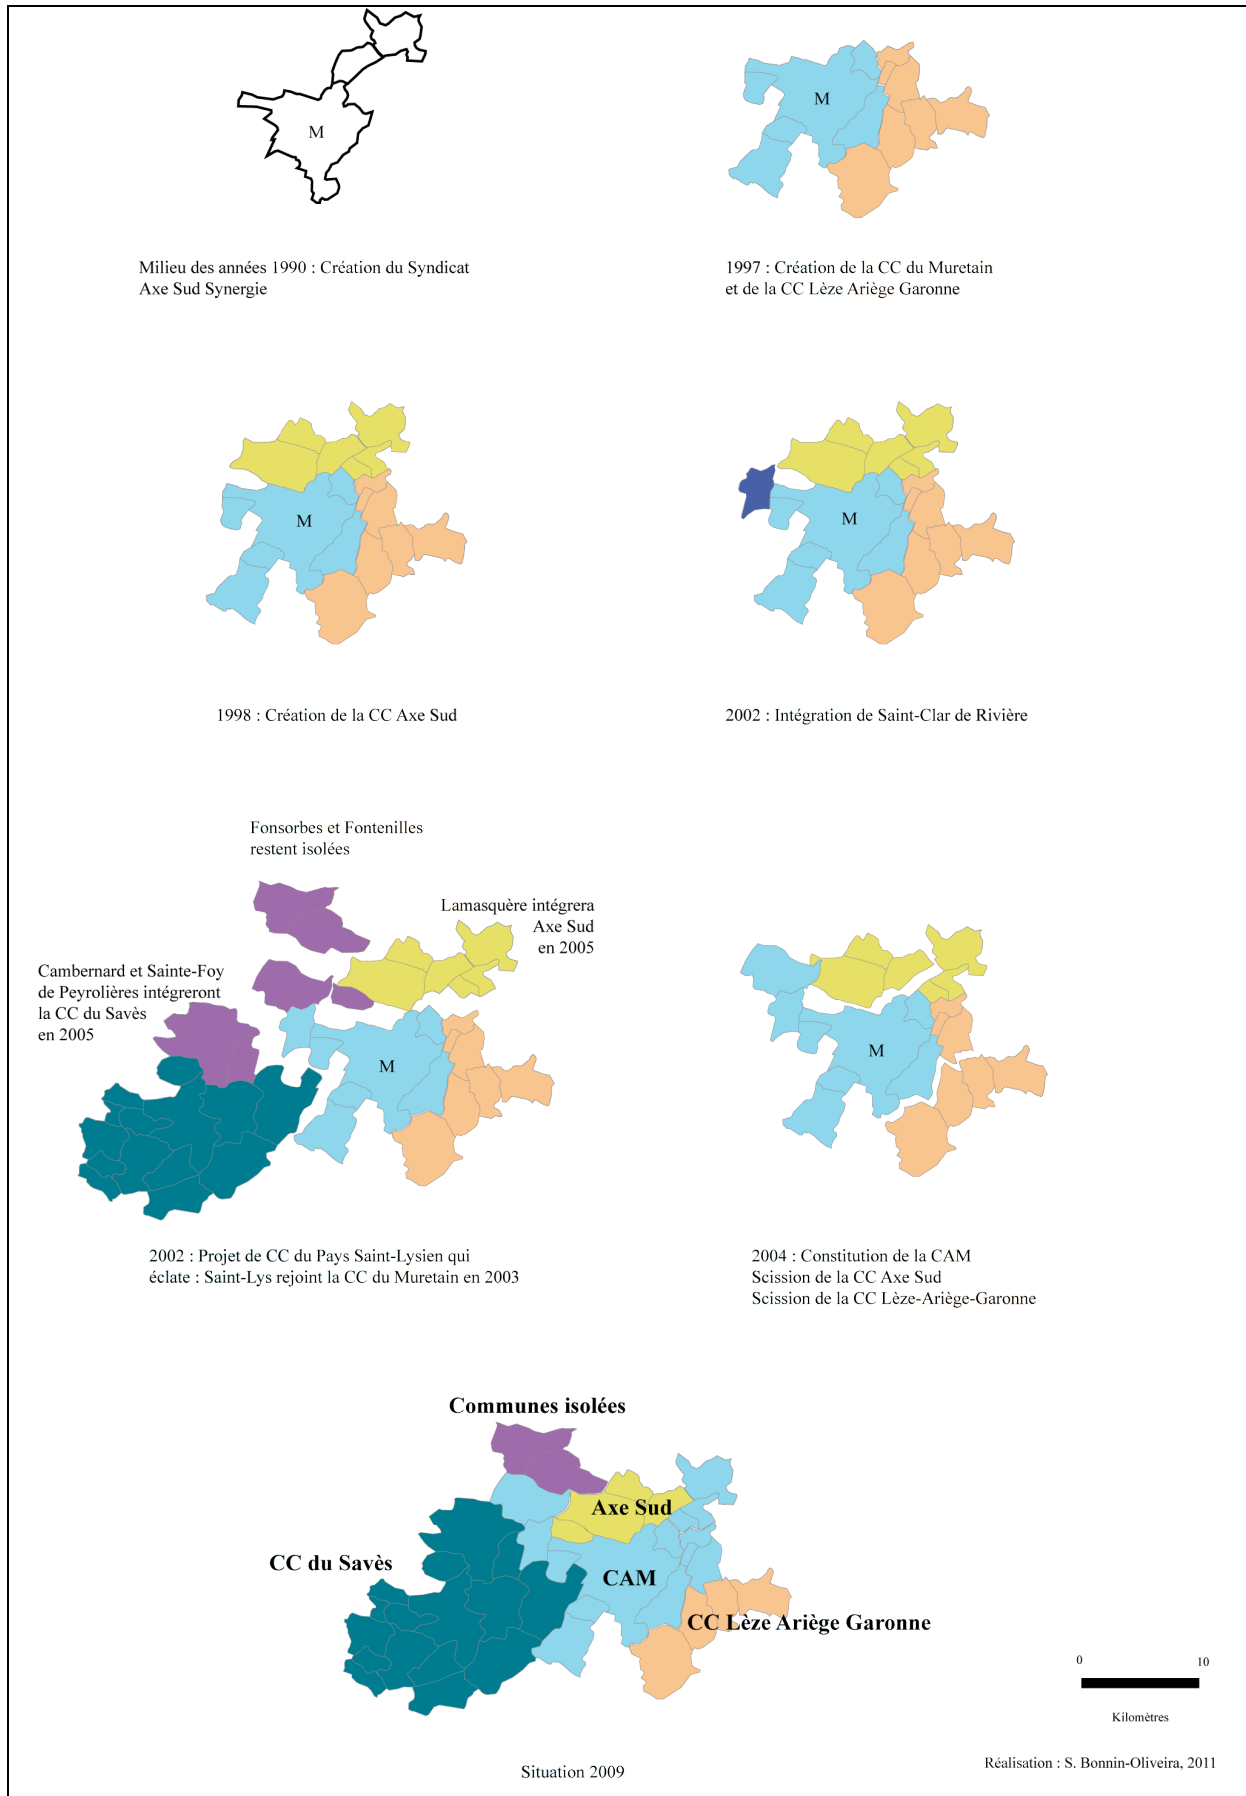 M
M
Milieu des années 1990 : Création du Syndicat
Axe Sud Synergie
1997 : Création de la CC du Muretain
et de la CC Lèze Ariège Garonne
M
M
1998 : Création de la CC Axe Sud
2002 : Intégration de Saint-Clar de Rivière
Fonsorbes et Fontenilles
restent isolées
Lamasquère intégrera
Axe Sud
en 2005
Cambernard et Sainte-Foy
de Peyrolières intégreront
la CC du Savès
en 2005
M
M
2002 : Projet de CC du Pays Saint-Lysien qui
éclate : Saint-Lys rejoint la CC du Muretain en 2003
2004 : Constitution de la CAM
Scission de la CC Axe Sud
Scission de la CC Lèze-Ariège-Garonne
Communes isolées
Axe Sud
CC du Savès
CAM
CC Lèze Ariège Garonne
0 10
Kilomètres
Situation 2009
Réalisation : S. Bonnin-Oliveira, 2011